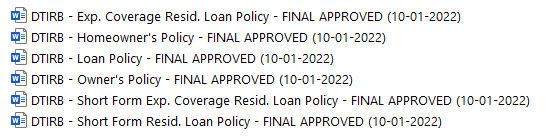 DTIRB - Exp. Coverage Resid. Loan Policy - FINAL APPROVED (10-01-2022)
DTIRB - Homeowner's Policy - FINAL APPROVED (10-01-2022)
DTIRB - Loan Policy - FINAL APPROVED (10-01-2022)
DTIRB - Owner's Policy - FINAL APPROVED (10-01-2022)
DTIRB - Short Form Exp. Coverage Resid. Loan Policy - FINAL APPROVED (10-01-2022)
DTIRB - Short Form Resid. Loan Policy - FINAL APPROVED (10-01-2022)